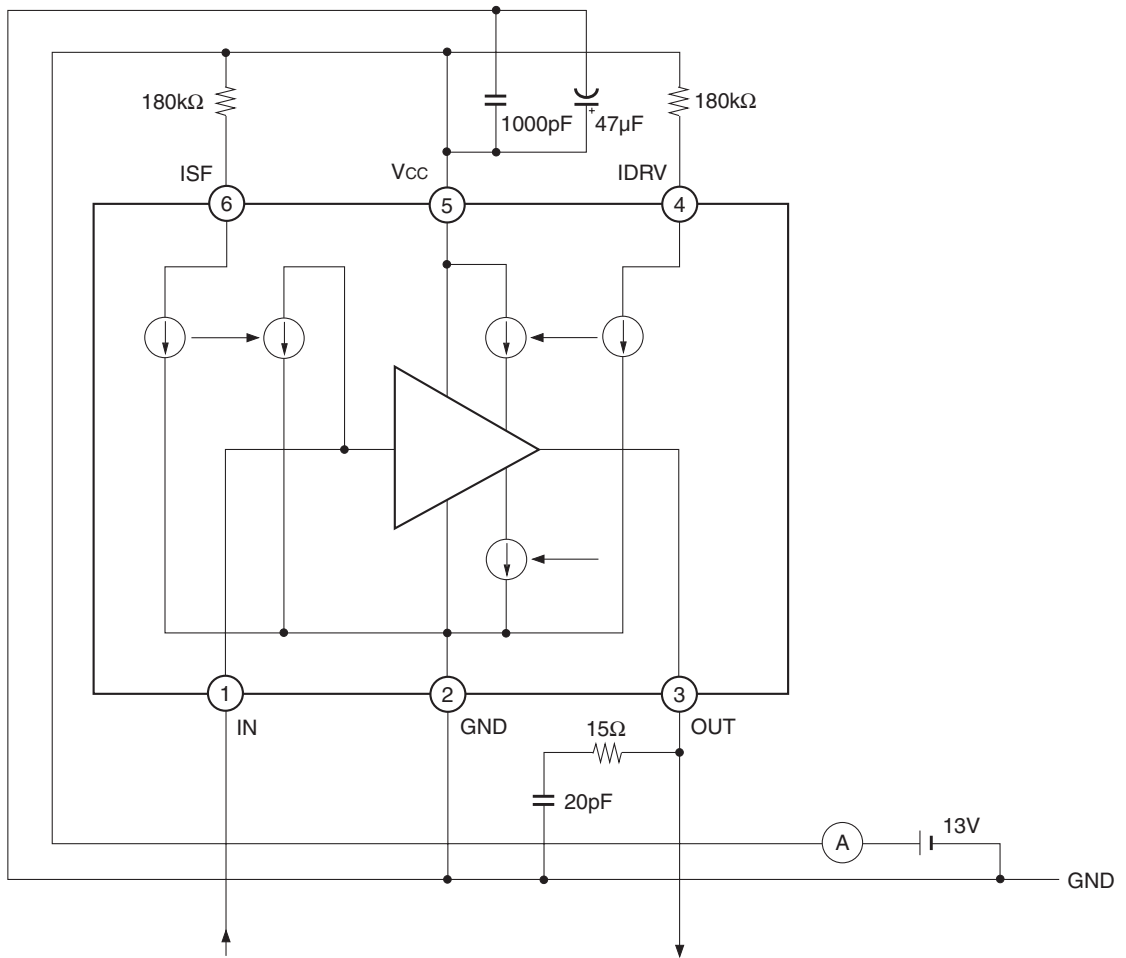 180kΩ
1000pF
+
47µF
180kΩ
ISF
VCC
IDRV
6
5
4
1
2
3
IN
GND
OUT
15Ω
20pF
A
13V
GND